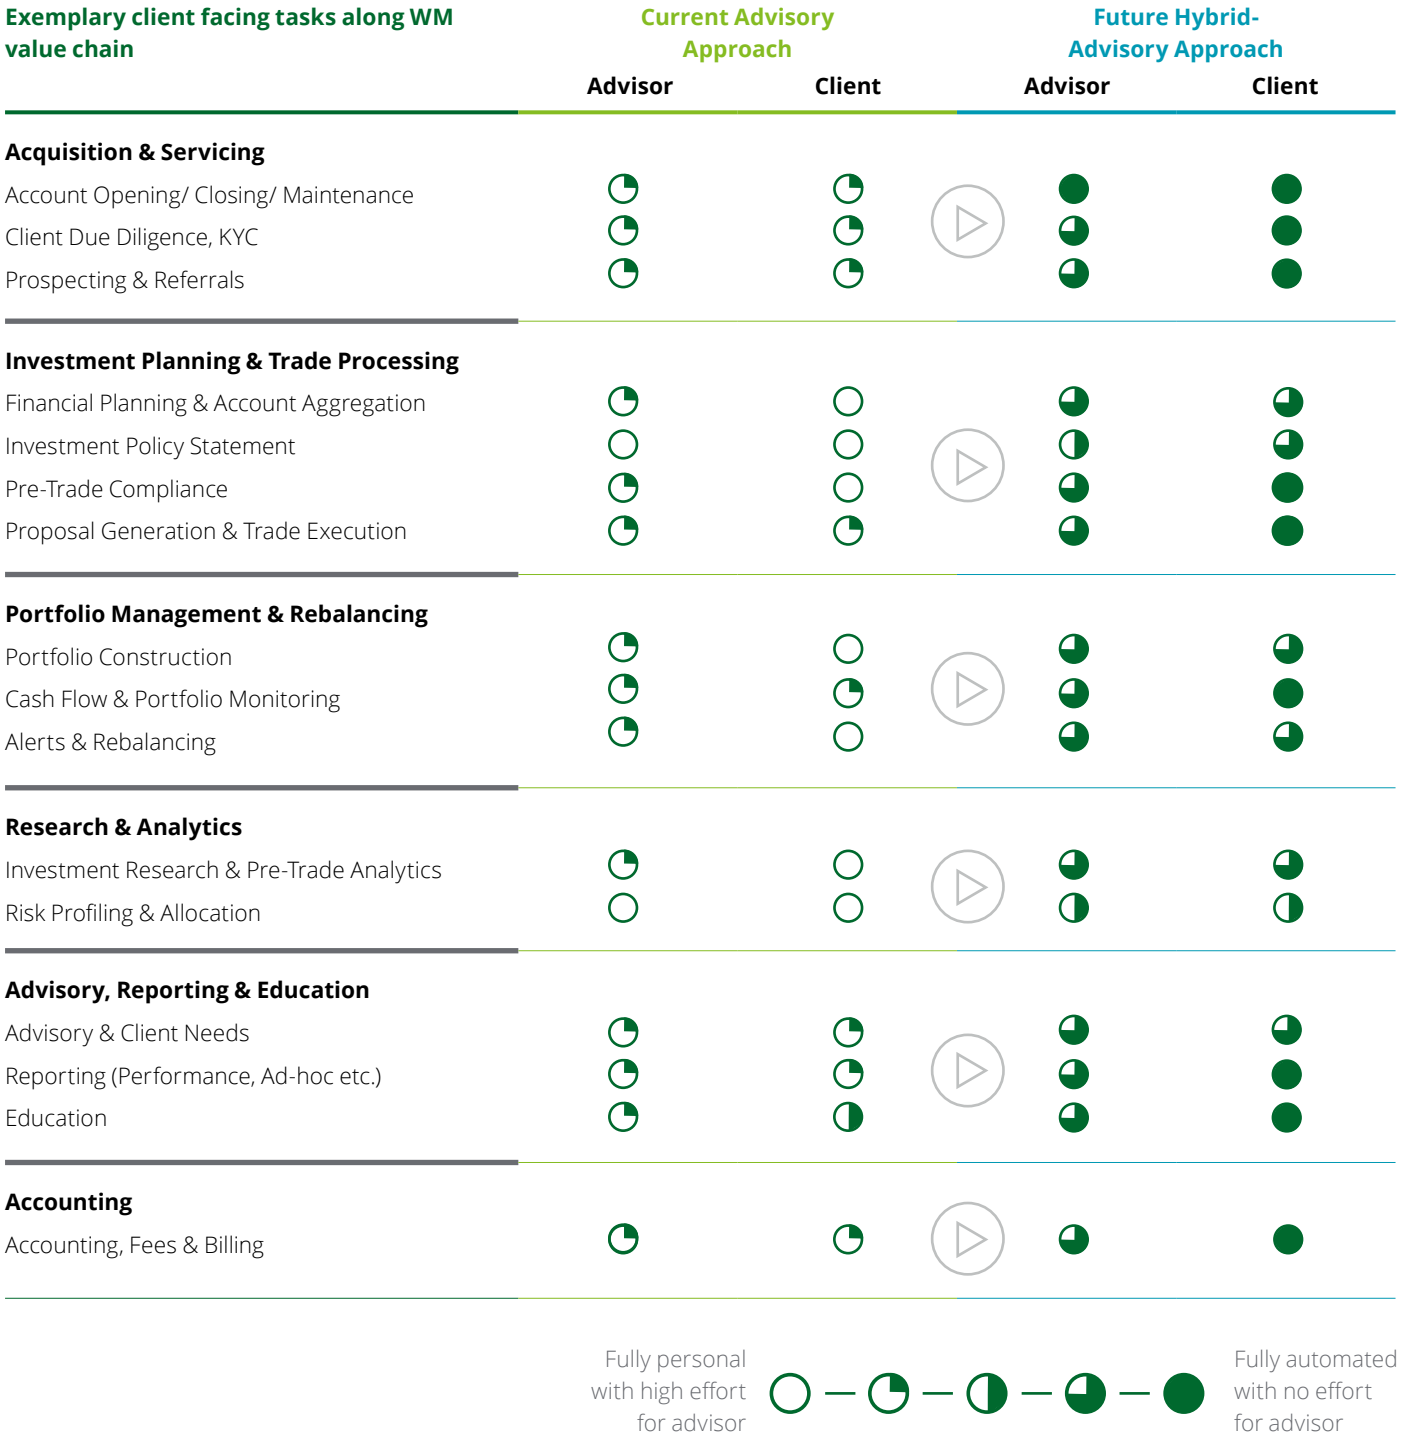 Exemplary client facing tasks along WM
value chain
Current Advisory
Approach
Future Hybrid-
Advisory Approach
Advisor
Client
Advisor
Client
Acquisition & Servicing
Account Opening/ Closing/ Maintenance
Client Due Diligence, KYC
Prospecting & Referrals
Investment Planning & Trade Processing
Financial Planning & Account Aggregation
Investment Policy Statement
Pre-Trade Compliance
Proposal Generation & Trade Execution
Portfolio Management & Rebalancing
Portfolio Construction
Cash Flow & Portfolio Monitoring
Alerts & Rebalancing
Research & Analytics
Investment Research & Pre-Trade Analytics
Risk Profiling & Allocation
Advisory, Reporting & Education
Advisory & Client Needs
Reporting (Performance, Ad-hoc etc.)
Education
Accounting
Accounting, Fees & Billing
Fully personal
with high effort
for advisor
Fully automated
with no effort
for advisor